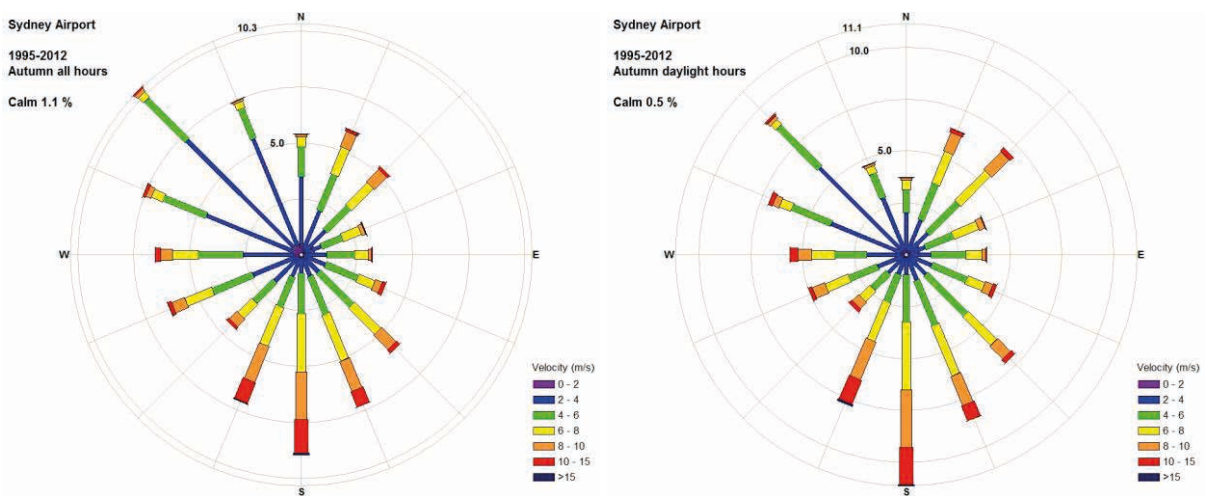 Sydney Airport
1995-2012
Autumn all hours
Calm 1.1 %
N
10.3
5.0
W
E
S
Velocity (m/s)
0 - 2
2 - 4
4 - 6
6 - 8
8 - 10
10 - 15
>15
Sydney Airport
1995-2012
Autumn daylight hours
Calm 0.5 %
N
11.1
10.0
5.0
W
E
S
Velocity (m/s)
0 - 2
2 - 4
4 - 6
6 - 8
8 - 10
10 - 15
>15